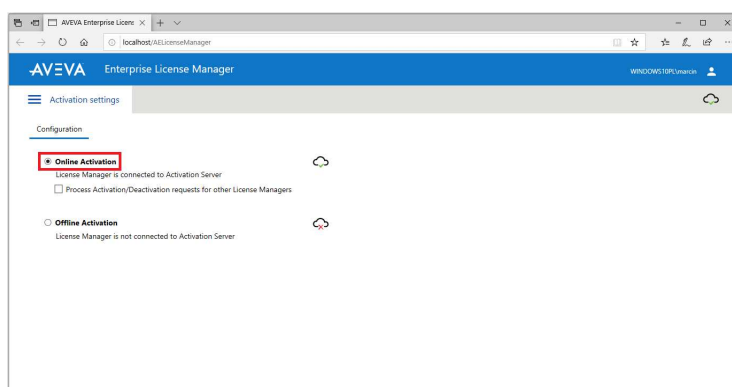 AVEVA Enterprise Licens
localhost/AELicenseManager
AVEVA Enterprise License Manager
WINDOWS10PL\marcin
Activation settings
Configuration
Online Activation
License Manager is connected to Activation Server
Process Activation/Deactivation requests for other License Managers
Offline Activation
License Manager is not connected to Activation Server